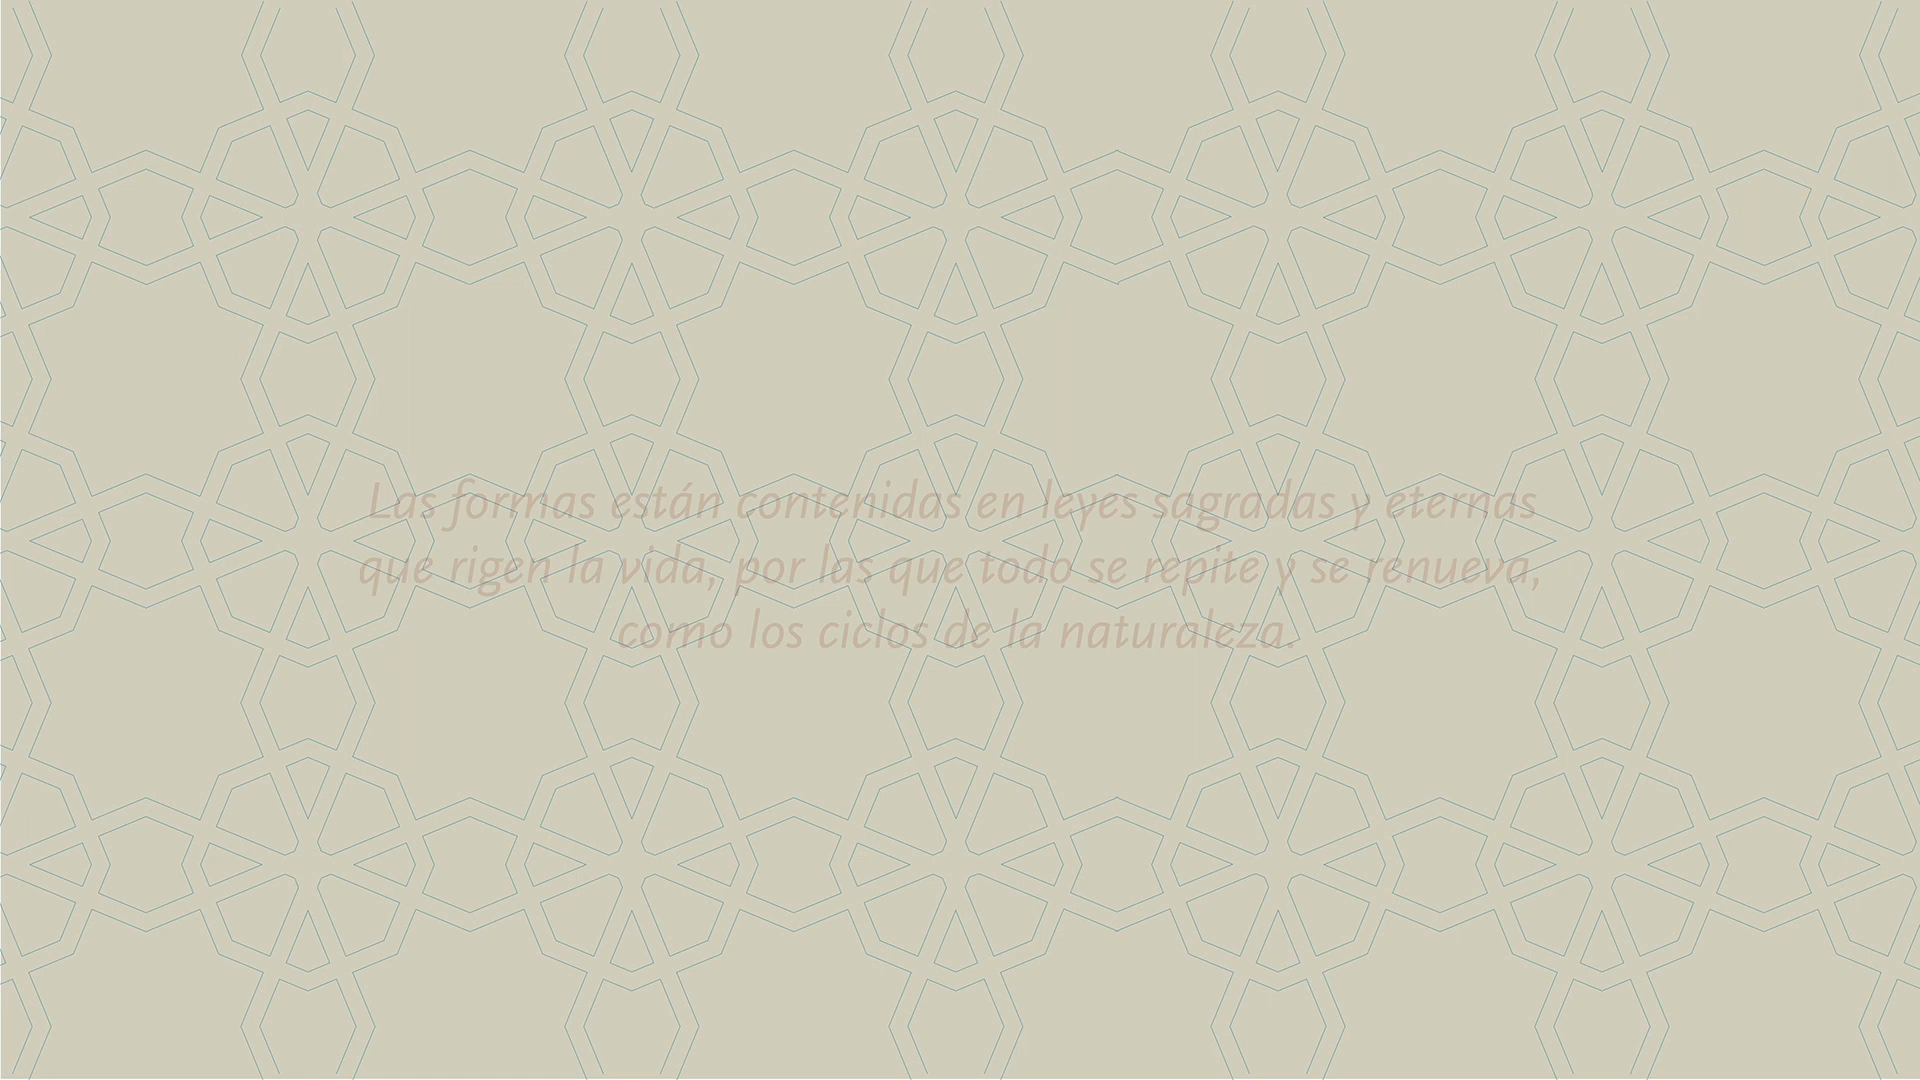 Las formas están contenidas en leyes sagradas y eternas
que rigen la vida, por las que todo se repite y se renueva,
como los ciclos de la naturaleza.